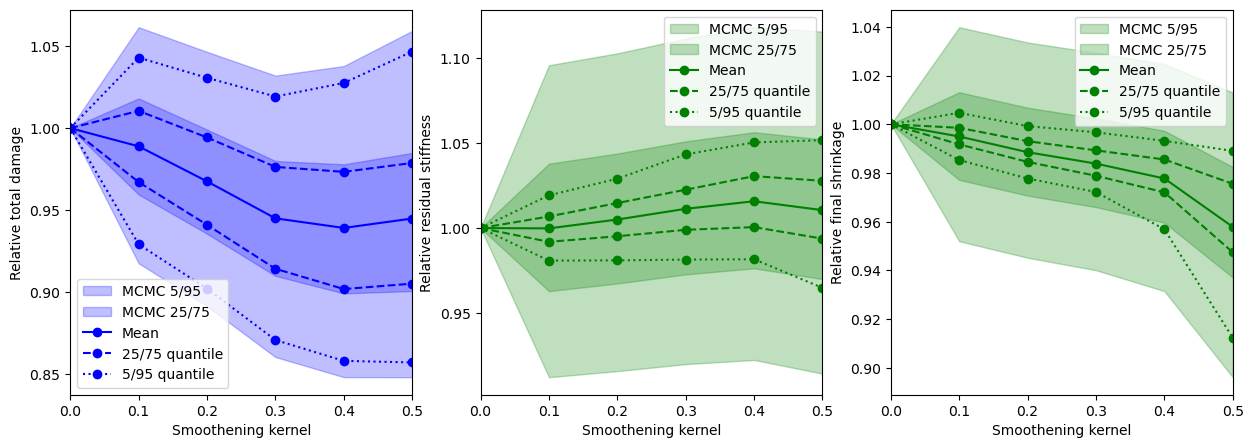 Relative total damage
1.05
1.00
0.95
0.90
0.85
MCMC 5/95
MCMC 25/75
Mean
25/75 quantile
5/95 quantile
0.0 0.1 0.2 0.3 0.4 0.5
Smoothening kernel
Relative residual stiffness
1.10
1.05
1.00
0.95
MCMC 5/95
MCMC 25/75
Mean
25/75 quantile
5/95 quantile
0.0 0.1 0.2 0.3 0.4 0.5
Smoothening kernel
Relative final shrinkage
1.04
1.02
1.00
0.98
0.96
0.94
0.92
0.90
MCMC 5/95
MCMC 25/75
Mean
25/75 quantile
5/95 quantile
0.0 0.1 0.2 0.3 0.4 0.5
Smoothening kernel